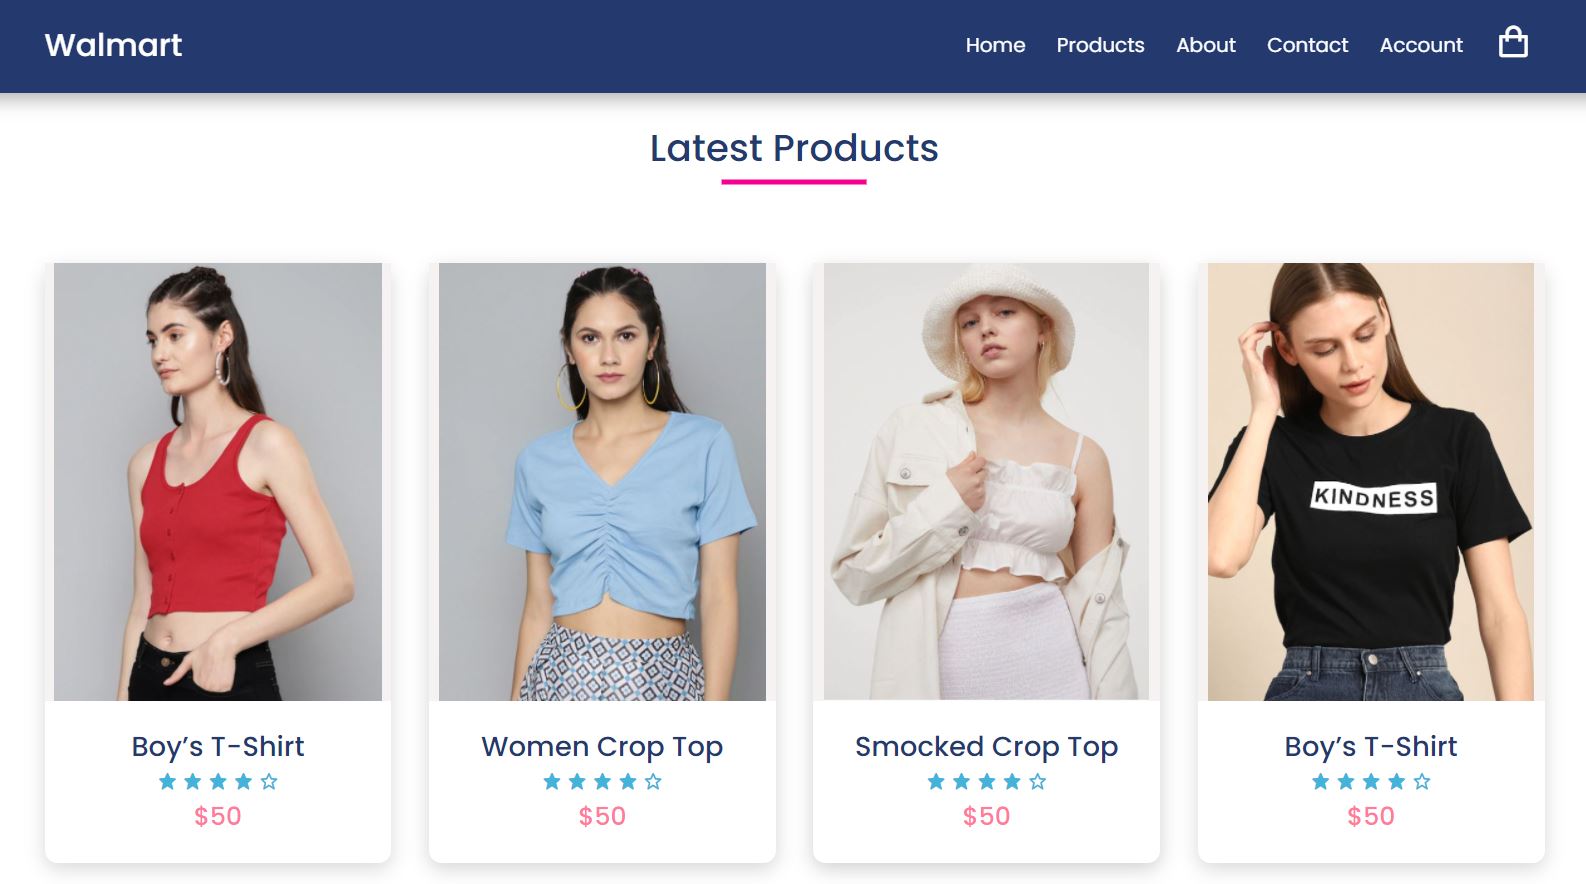 Walmart
Home Products About Contact Account
Latest Products
KINDNESS
Boy’s T-Shirt
$50
Women Crop Top
$50
Smocked Crop Top
$50
Boy’s T-Shirt
$50